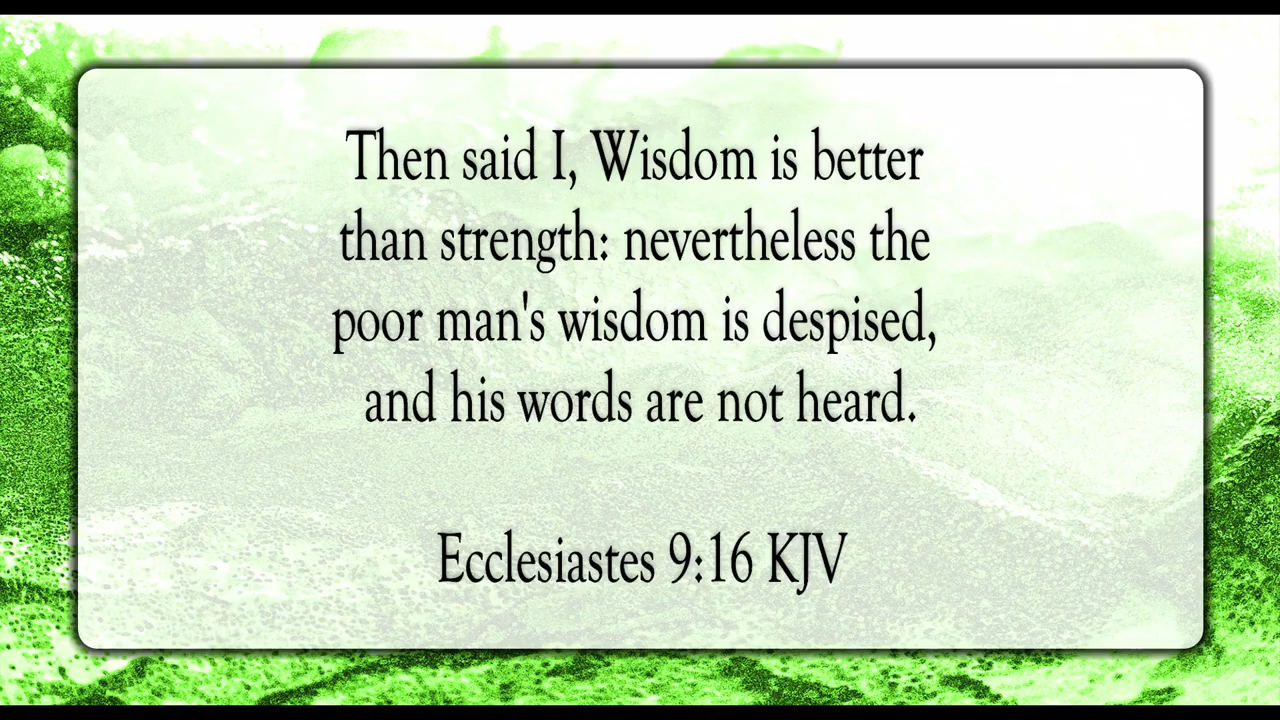 Then said I, Wisdom is better
than strength: nevertheless the
poor man's wisdom is despised,
and his words are not heard.
Ecclesiastes 9:16 KJV